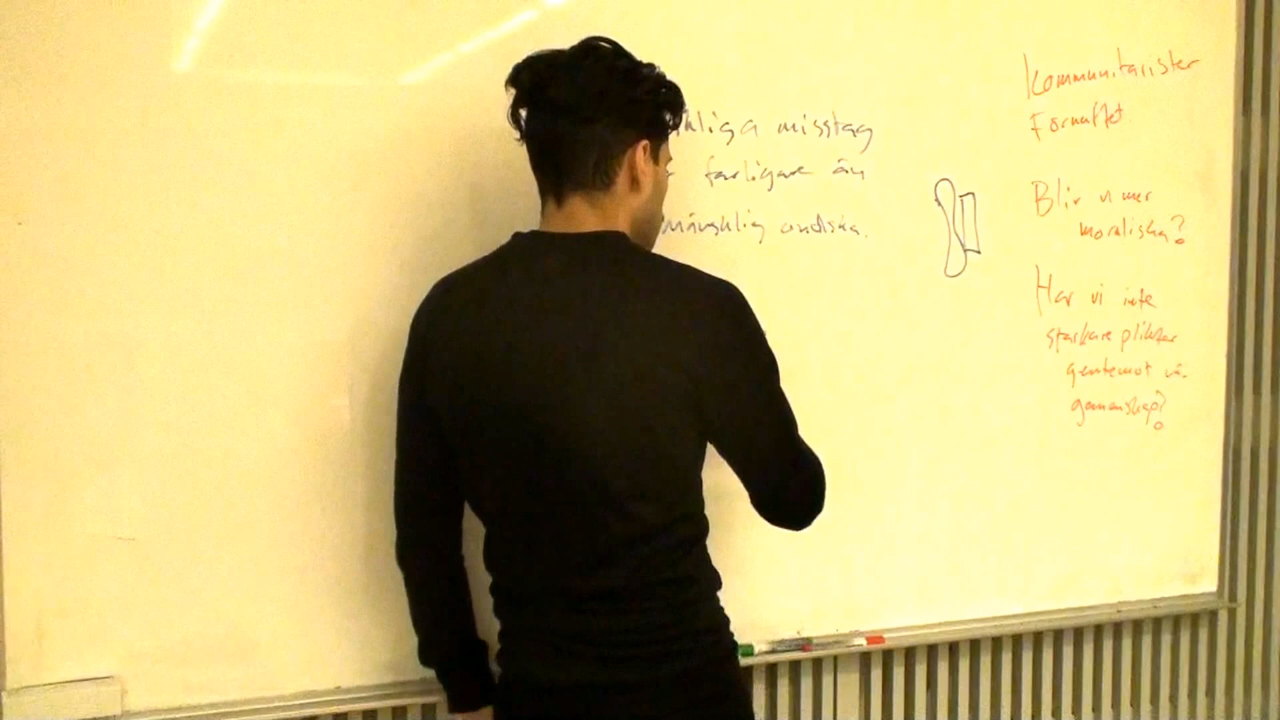 nkliga misstag
farligare än
mänsklig ondska.
Kommunitarister
Förnuftet
Blir vi mer
moraliska?
Har vi inte
starkare plikter
gentemot vår
gemenskap?